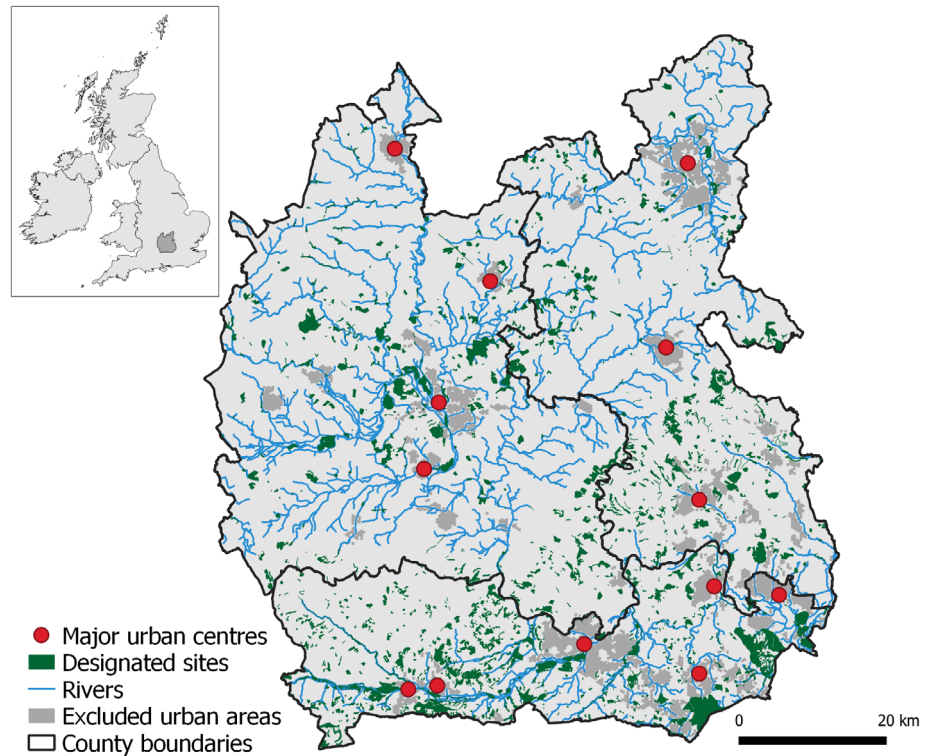 Major urban centres
Designated sites
Rivers
Excluded urban areas
County boundaries
0 20 km